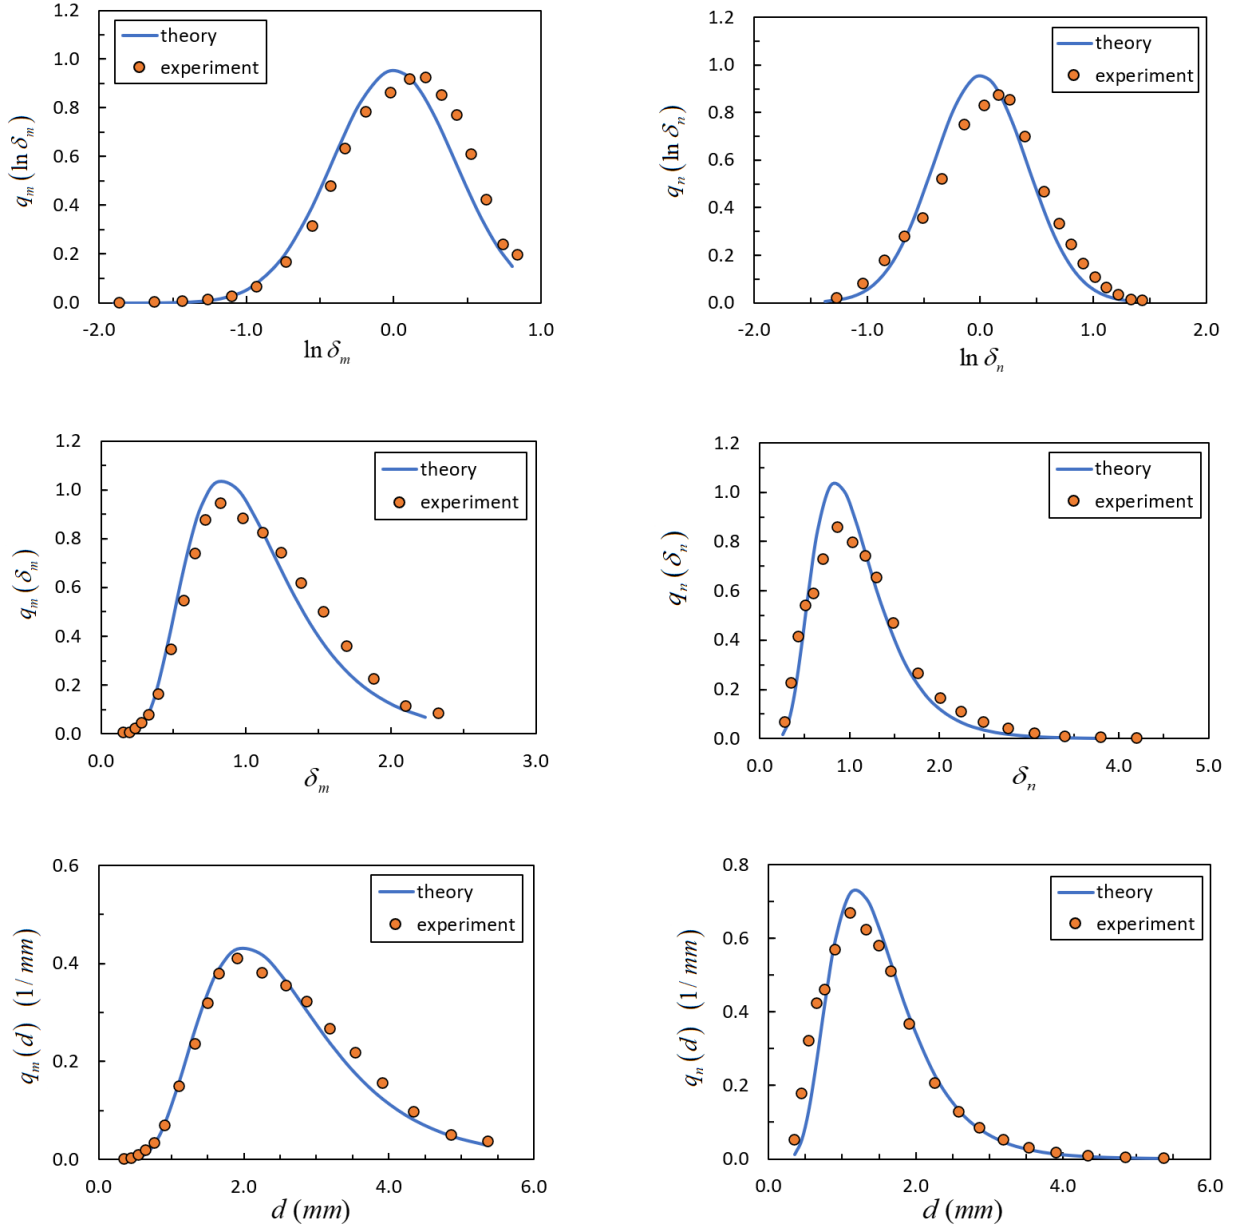 1.2
1.0
0.8
0.6
0.4
0.2
0.0
-2.0 -1.0 0.0 1.0
q_m (ln δ_m)
ln δ_m
theory
experiment
1.2
1.0
0.8
0.6
0.4
0.2
0.0
-2.0 -1.0 0.0 1.0 2.0
q_n (ln δ_n)
ln δ_n
theory
experiment
1.2
1.0
0.8
0.6
0.4
0.2
0.0
0.0 1.0 2.0 3.0
q_m (δ_m)
δ_m
theory
experiment
1.2
1.0
0.8
0.6
0.4
0.2
0.0
0.0 1.0 2.0 3.0 4.0 5.0
q_n (δ_n)
δ_n
theory
experiment
0.6
0.4
0.2
0.0
0.0 2.0 4.0 6.0
q_m (d) (1/ mm)
d (mm)
theory
experiment
0.8
0.6
0.4
0.2
0.0
0.0 2.0 4.0 6.0
q_n (d) (1/ mm)
d (mm)
theory
experiment